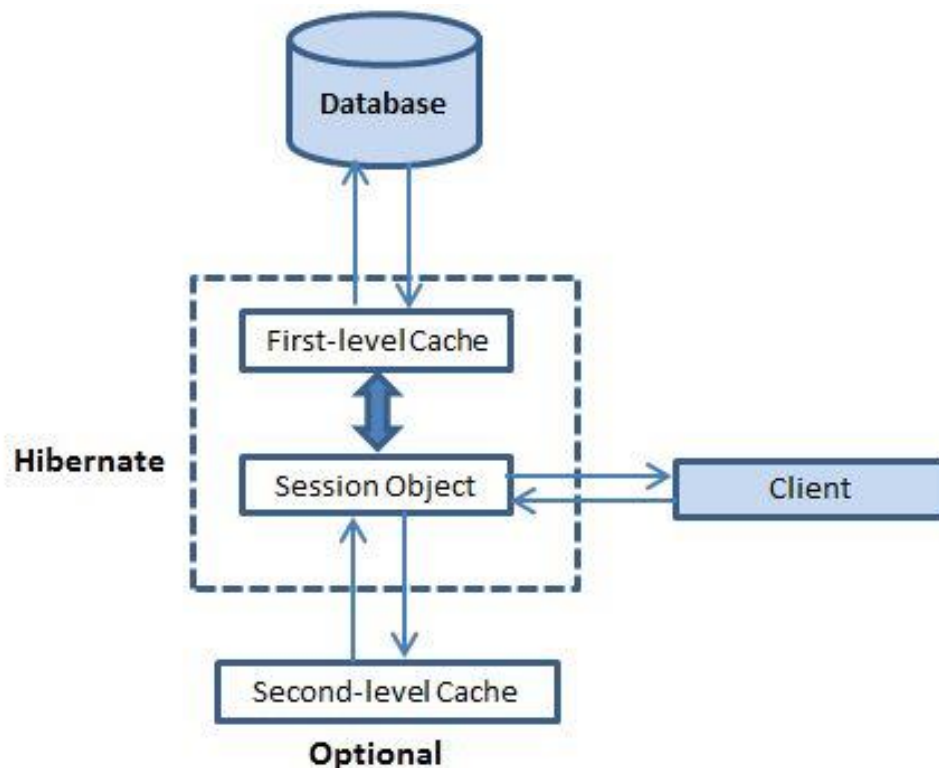 Database
First-level Cache
Hibernate
Session Object
Client
Second-level Cache
Optional